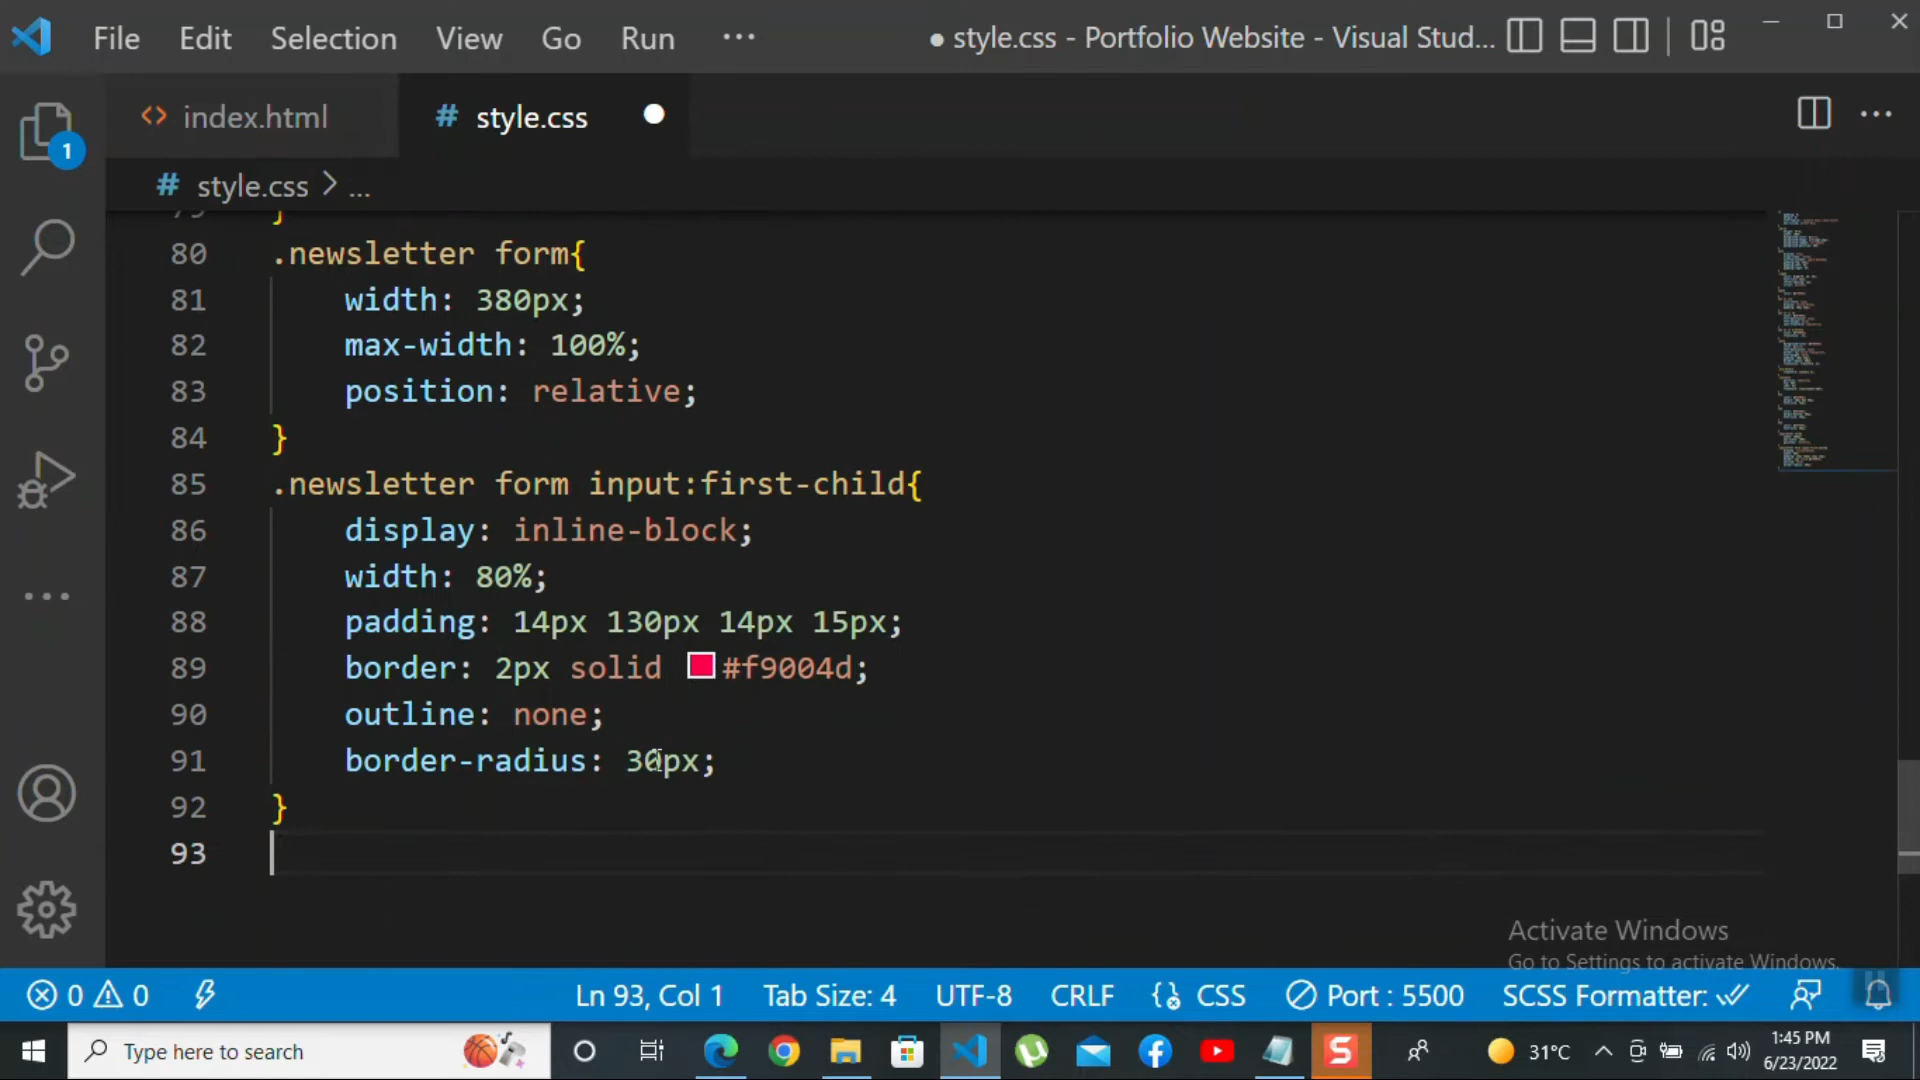 File Edit Selection View Go Run ···
● style.css - Portfolio Website - Visual Stud...
index.html
# style.css
# style.css > ...
80 .newsletter form{
81 width: 380px;
82 max-width: 100%;
83 position: relative;
84 }
85 .newsletter form input:first-child{
86 display: inline-block;
87 width: 80%;
88 padding: 14px 130px 14px 15px;
89 border: 2px solid #f9004d;
90 outline: none;
91 border-radius: 30px;
92 }
93
1
Activate Windows
Go to Settings to activate Windows.
0 0 Ln 93, Col 1 Tab Size: 4 UTF-8 CRLF CSS Port : 5500 SCSS Formatter:
Type here to search
31°C
1:45 PM
6/23/2022